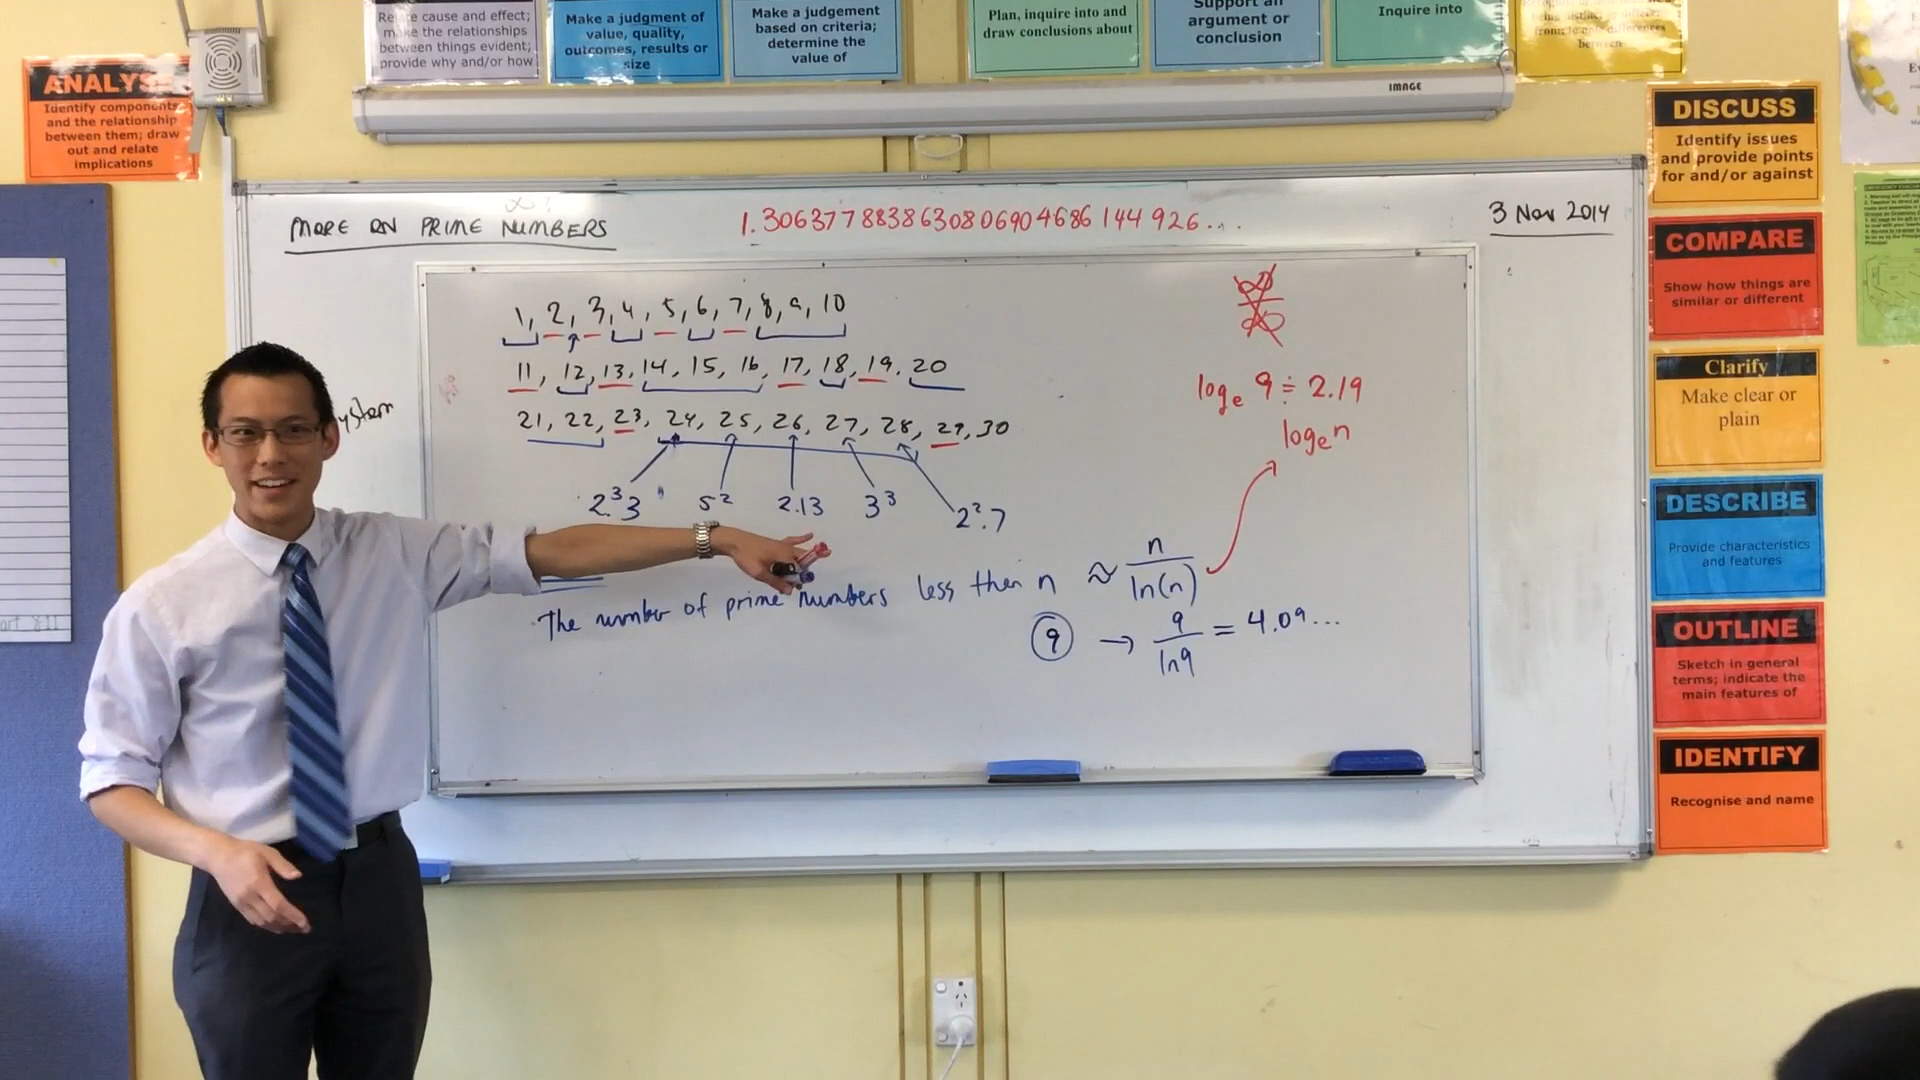 Relate cause and effect;
make the relationships
between things evident;
provide why and/or how
Make a judgment of
value, quality,
outcomes, results or
size
Make a judgement
based on criteria;
determine the
value of
Plan, inquire into and
draw conclusions about
Support an
argument or
conclusion
Inquire into
between
IMAGE
ANALYSE
Identify components
and the relationship
between them; draw
out and relate
implications
MORE ON PRIME NUMBERS
1.30637788386308069046861449 26...
3 Nov 2014
1, 2, 3, 4, 5, 6, 7, 8, 9, 10
11, 12, 13, 14, 15, 16, 17, 18, 19, 20
21, 22, 23, 24, 25, 26, 27, 28, 29, 30
2³.3 5² 2.13 3³ 2².7
ystem
logₑ 9 ≑ 2.19
logₑn
The number of prime numbers less than n ≈ n/ln(n)
9 → 9/ln9 = 4.09...
DISCUSS
Identify issues
and provide points
for and/or against
COMPARE
Show how things are
similar or different
Clarify
Make clear or
plain
DESCRIBE
Provide characteristics
and features
OUTLINE
Sketch in general
terms; indicate the
main features of
IDENTIFY
Recognise and name